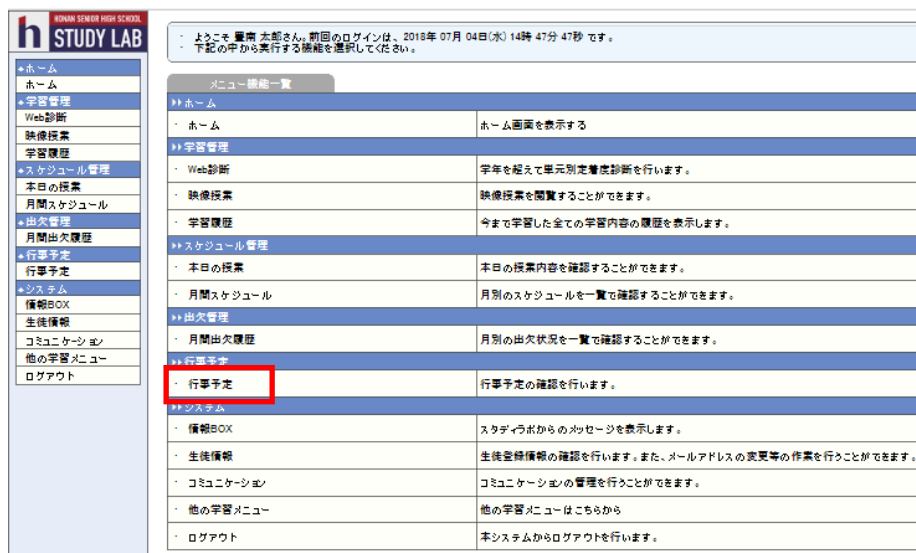 HONAN SENIOR HIGH SCHOOL
h STUDY LAB
・ ようこそ 豊南 太郎さん。前回のログインは、2018年 07月 04日(水) 14時 47分 47秒 です。
・ 下記の中から実行する機能を選択してください。
ホーム
ホーム
学習管理
Web診断
映像授業
学習履歴
スケジュール管理
本日の授業
月間スケジュール
出欠管理
月間出欠履歴
行事予定
行事予定
システム
情報BOX
生徒情報
コミュニケーション
他の学習メニュー
ログアウト
メニュー機能一覧
ホーム
・ ホーム ホーム画面を表示する
学習管理
・ Web診断 学年を超えて単元別定着度診断を行います。
・ 映像授業 映像授業を閲覧することができます。
・ 学習履歴 今まで学習した全ての学習内容の履歴を表示します。
スケジュール管理
・ 本日の授業 本日の授業内容を確認することができます。
・ 月間スケジュール 月別のスケジュールを一覧で確認することができます。
出欠管理
・ 月間出欠履歴 月別の出欠状況を一覧で確認することができます。
行事予定
・ 行事予定 行事予定の確認を行います。
システム
・ 情報BOX スタディラボからのメッセージを表示します。
・ 生徒情報 生徒登録情報の確認を行います。また、メールアドレスの変更等の作業を行うことができます。
・ コミュニケーション コミュニケーションの管理を行うことができます。
・ 他の学習メニュー 他の学習メニューはこちらから
・ ログアウト 本システムからログアウトを行います。